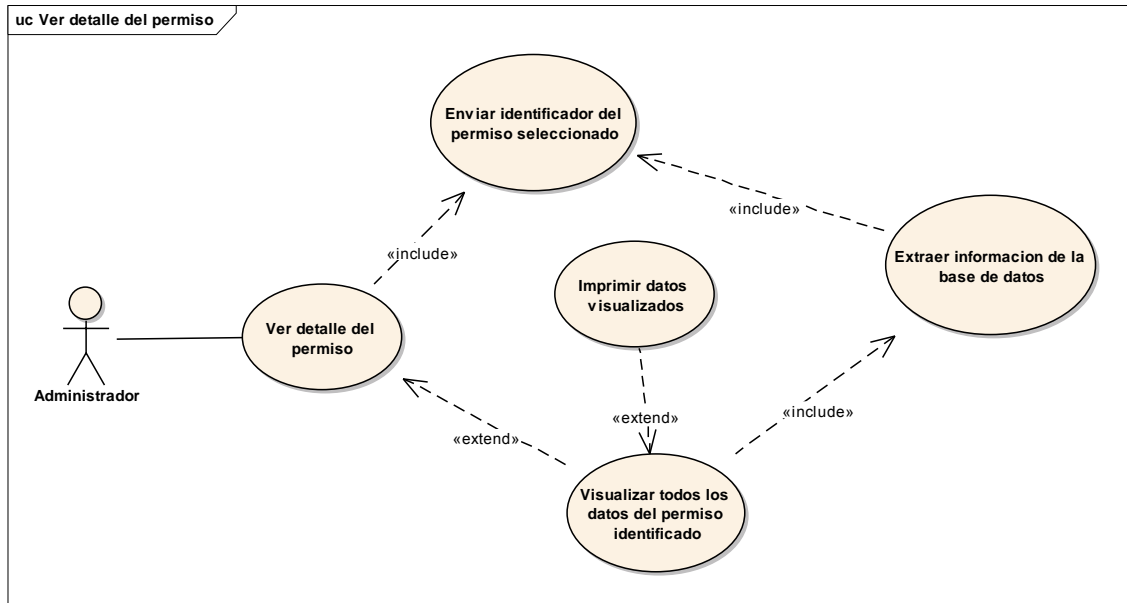 uc Ver detalle del permiso
Enviar identificador del
permiso seleccionado
«include»
Extraer informacion de la
base de datos
«include»
Imprimir datos
visualizados
Ver detalle del
permiso
Administrador
«extend»
«include»
«extend»
Visualizar todos los
datos del permiso
identificado